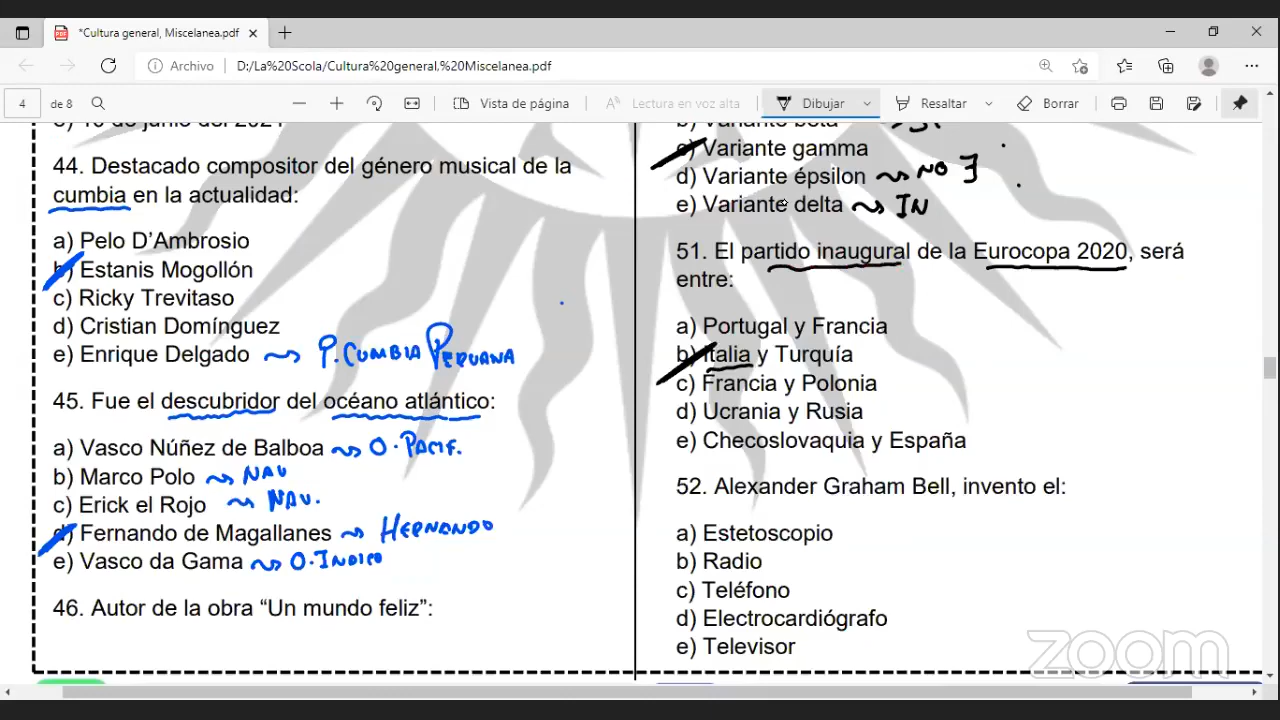 *Cultura general, Miscelanea.pdf
Archivo
D:/La%20Scola/Cultura%20general,%20Miscelanea.pdf
4
de 8
Vista de página
Lectura en voz alta
Dibujar
Resaltar
Borrar
44. Destacado compositor del género musical de la
cumbia en la actualidad:
a) Pelo D'Ambrosio
b) Estanis Mogollón
c) Ricky Trevitaso
d) Cristian Domínguez
e) Enrique Delgado P. CUMBIA PERUANA
45. Fue el descubridor del océano atlántico:
a) Vasco Núñez de Balboa O. PACIF.
b) Marco Polo NAV
c) Erick el Rojo NAV.
d) Fernando de Magallanes HERNANDO
e) Vasco da Gama O. INDICO
46. Autor de la obra “Un mundo feliz”:
c) Variante gamma
d) Variante épsilon NO
e) Variante delta IN
51. El partido inaugural de la Eurocopa 2020, será
entre:
a) Portugal y Francia
b) Italia y Turquía
c) Francia y Polonia
d) Ucrania y Rusia
e) Checoslovaquia y España
52. Alexander Graham Bell, invento el:
a) Estetoscopio
b) Radio
c) Teléfono
d) Electrocardiógrafo
e) Televisor
zoom